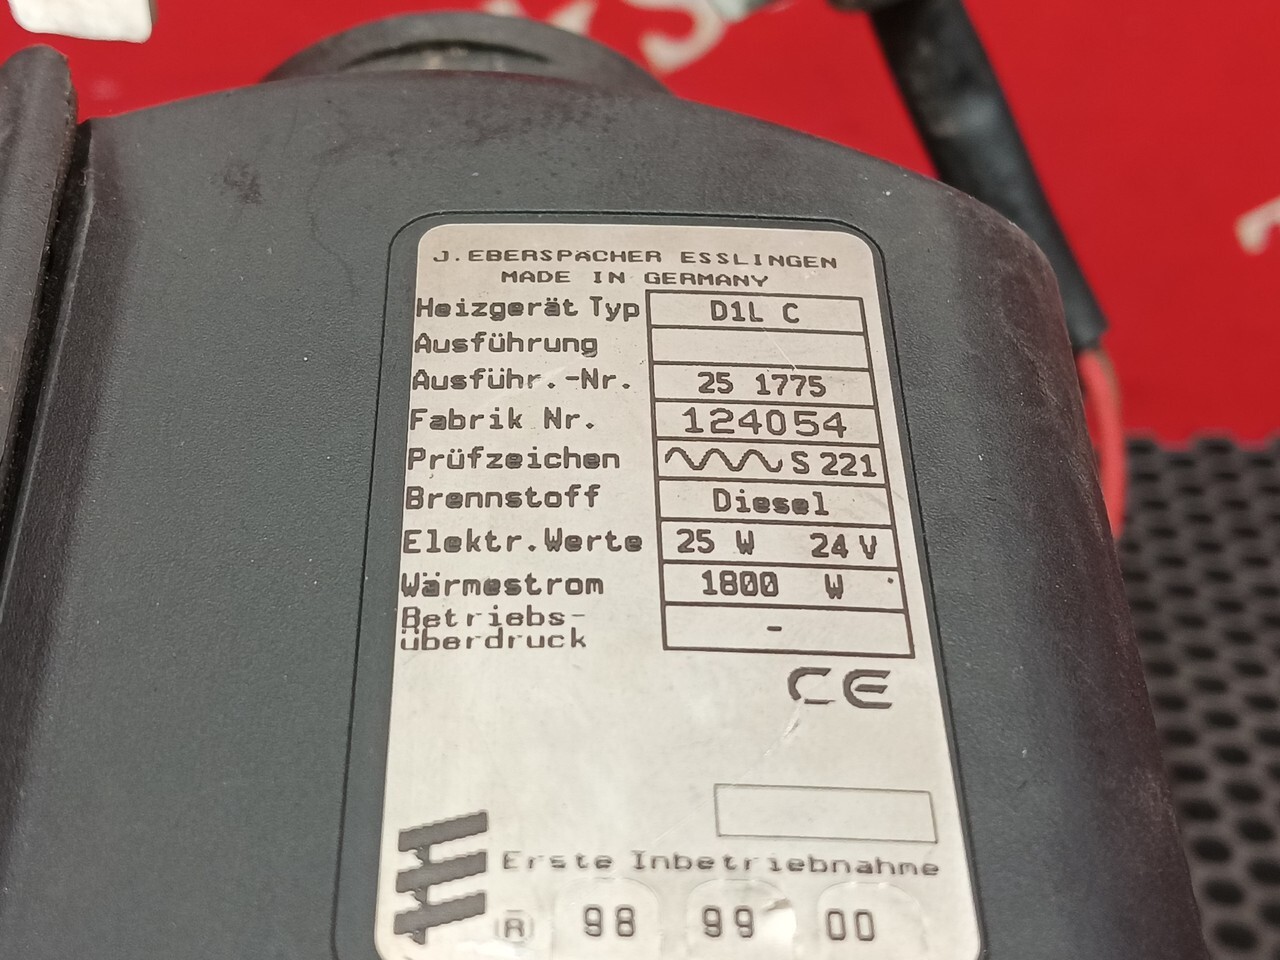 J.EBERSPÄCHER ESSLINGEN
MADE IN GERMANY
Heizgerät Typ D1L C
Ausführung
Ausführ.-Nr. 25 1775
Fabrik Nr. 124054
Prüfzeichen S 221
Brennstoff Diesel
Elektr.Werte 25 W 24 V
Wärmestrom 1800 W
Betriebs-
überdruck -
CE
Erste Inbetriebnahme
® 98 99 00